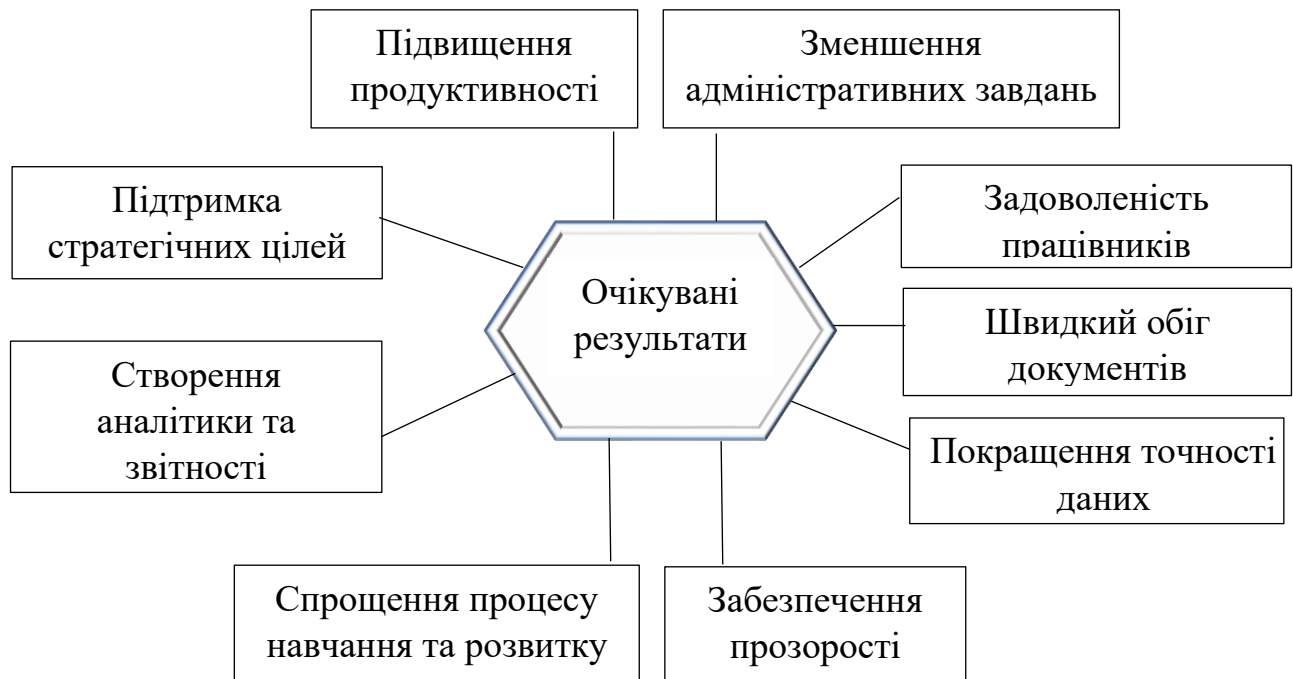 Підвищення
продуктивності
Зменшення
адміністративних завдань
Підтримка
стратегічних цілей
Задоволеність
працівників
Очікувані
результати
Швидкий обіг
документів
Створення
аналітики та
звітності
Покращення точності
даних
Спрощення процесу
навчання та розвитку
Забезпечення
прозорості